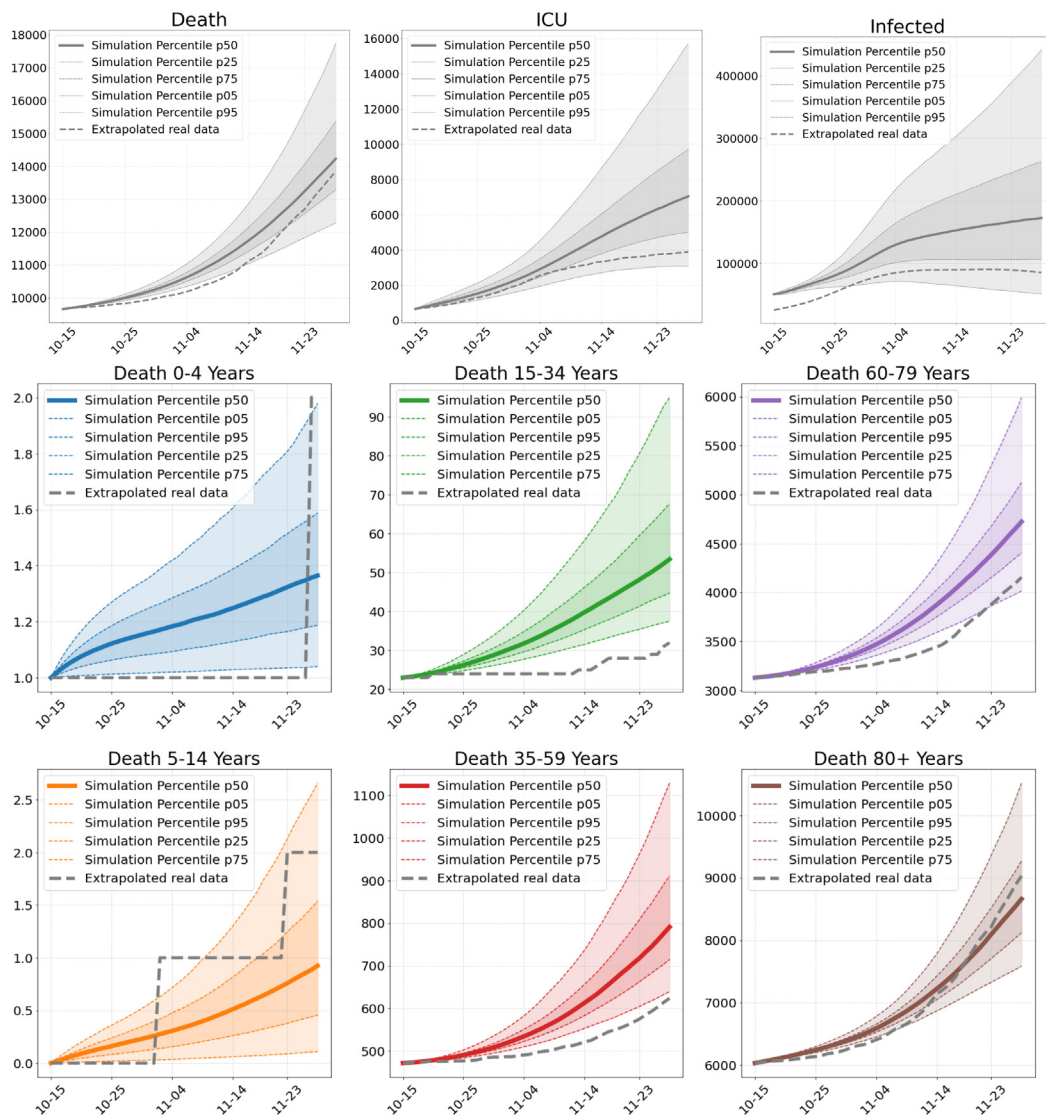 Death
18000
17000
16000
15000
14000
13000
12000
11000
10000
Simulation Percentile p50
Simulation Percentile p25
Simulation Percentile p75
Simulation Percentile p05
Simulation Percentile p95
Extrapolated real data
10-15
10-25
11-04
11-14
11-23
ICU
16000
14000
12000
10000
8000
6000
4000
2000
0
Simulation Percentile p50
Simulation Percentile p25
Simulation Percentile p75
Simulation Percentile p05
Simulation Percentile p95
Extrapolated real data
10-15
10-25
11-04
11-14
11-23
Infected
400000
300000
200000
100000
0
Simulation Percentile p50
Simulation Percentile p25
Simulation Percentile p75
Simulation Percentile p05
Simulation Percentile p95
Extrapolated real data
10-15
10-25
11-04
11-14
11-23
Death 0-4 Years
2.0
1.8
1.6
1.4
1.2
1.0
Simulation Percentile p50
Simulation Percentile p05
Simulation Percentile p95
Simulation Percentile p25
Simulation Percentile p75
Extrapolated real data
10-15
10-25
11-04
11-14
11-23
Death 15-34 Years
90
80
70
60
50
40
30
20
Simulation Percentile p50
Simulation Percentile p05
Simulation Percentile p95
Simulation Percentile p25
Simulation Percentile p75
Extrapolated real data
10-15
10-25
11-04
11-14
11-23
Death 60-79 Years
6000
5500
5000
4500
4000
3500
3000
Simulation Percentile p50
Simulation Percentile p05
Simulation Percentile p95
Simulation Percentile p25
Simulation Percentile p75
Extrapolated real data
10-15
10-25
11-04
11-14
11-23
Death 5-14 Years
2.5
2.0
1.5
1.0
0.5
0.0
Simulation Percentile p50
Simulation Percentile p05
Simulation Percentile p95
Simulation Percentile p25
Simulation Percentile p75
Extrapolated real data
10-15
10-25
11-04
11-14
11-23
Death 35-59 Years
1100
1000
900
800
700
600
500
Simulation Percentile p50
Simulation Percentile p05
Simulation Percentile p95
Simulation Percentile p25
Simulation Percentile p75
Extrapolated real data
10-15
10-25
11-04
11-14
11-23
Death 80+ Years
10000
9000
8000
7000
6000
Simulation Percentile p50
Simulation Percentile p05
Simulation Percentile p95
Simulation Percentile p25
Simulation Percentile p75
Extrapolated real data
10-15
10-25
11-04
11-14
11-23